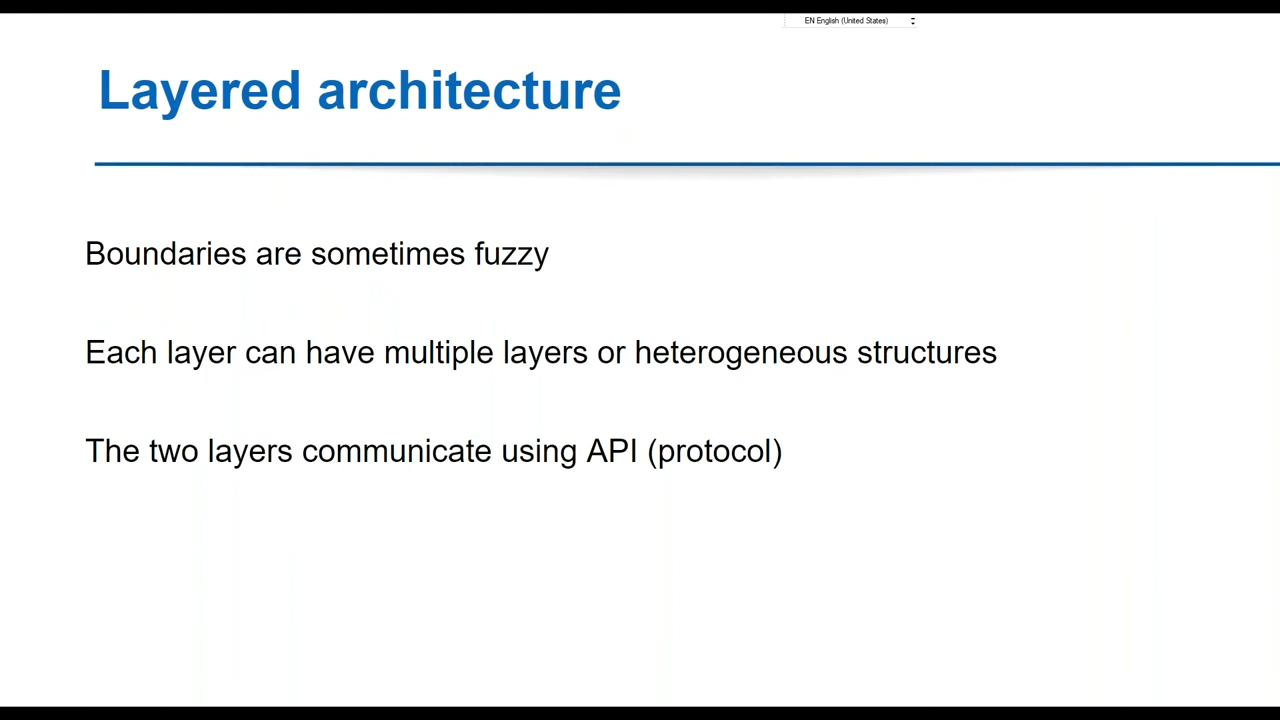 EN English (United States)
Layered architecture
Boundaries are sometimes fuzzy
Each layer can have multiple layers or heterogeneous structures
The two layers communicate using API (protocol)